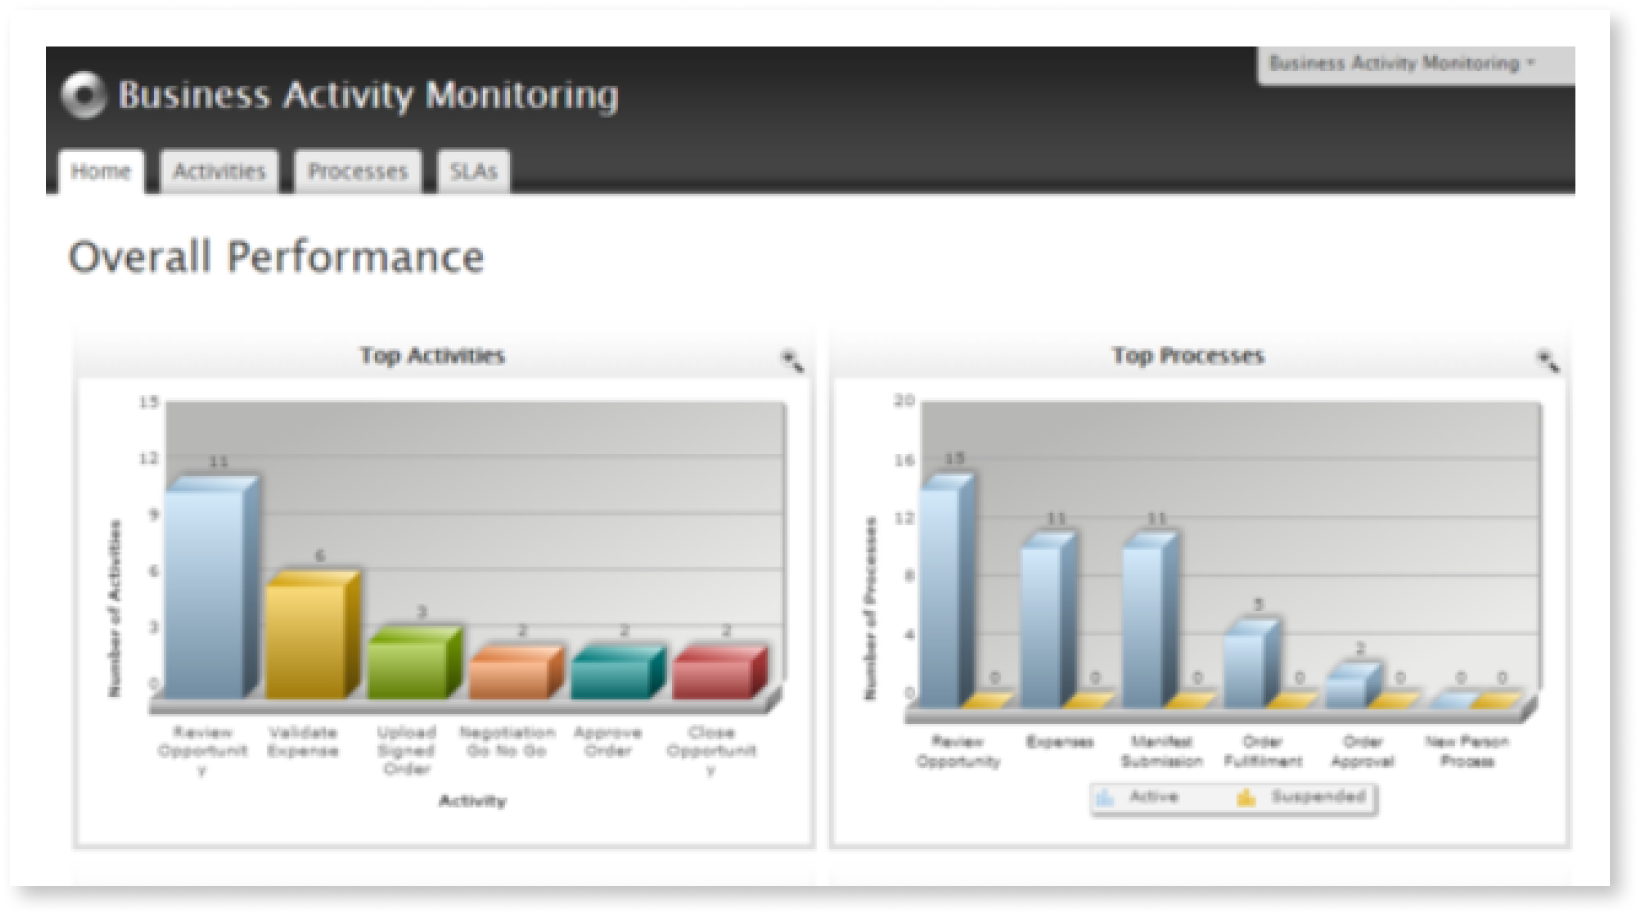 Business Activity Monitoring
Business Activity Monitoring
Home Activities Processes SLAs
Overall Performance
Top Activities
15
12
9
6
3
0
Number of Activities
11
6
3
2
2
2
Review
Opportunit
y
Validate
Expense
Upload
Signed
Order
Negotiation
Go No Go
Approve
Order
Close
Opportunit
y
Activity
Top Processes
20
16
12
8
4
0
Number of Processes
15
0
11
0
11
0
5
0
2
0
0
0
Review
Opportunity
Expenses
Manifest
Submission
Order
Fullfilment
Order
Approval
New Person
Process
Active Suspended